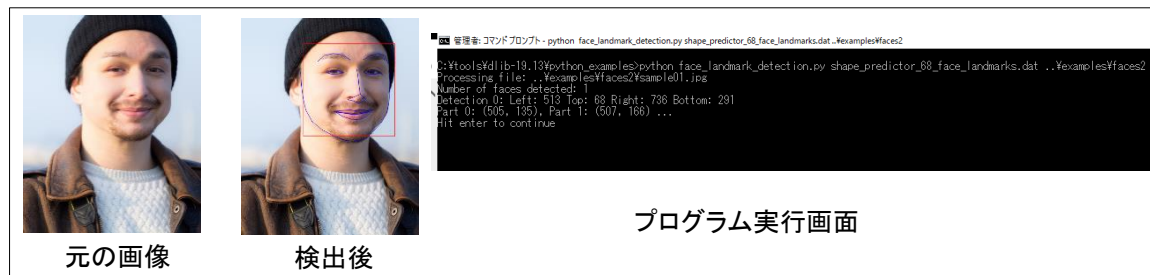 管理者: コマンド プロンプト - python face_landmark_detection.py shape_predictor_68_face_landmarks.dat ..¥examples¥faces2
C:¥tools¥dlib-19.13¥python_examples>python face_landmark_detection.py shape_predictor_68_face_landmarks.dat ..¥examples¥faces2
Processing file: ..¥examples¥faces2¥sample01.jpg
Number of faces detected: 1
Detection 0: Left: 513 Top: 68 Right: 736 Bottom: 291
Part 0: (505, 135), Part 1: (507, 166) ...
Hit enter to continue
元の画像
検出後
プログラム実行画面